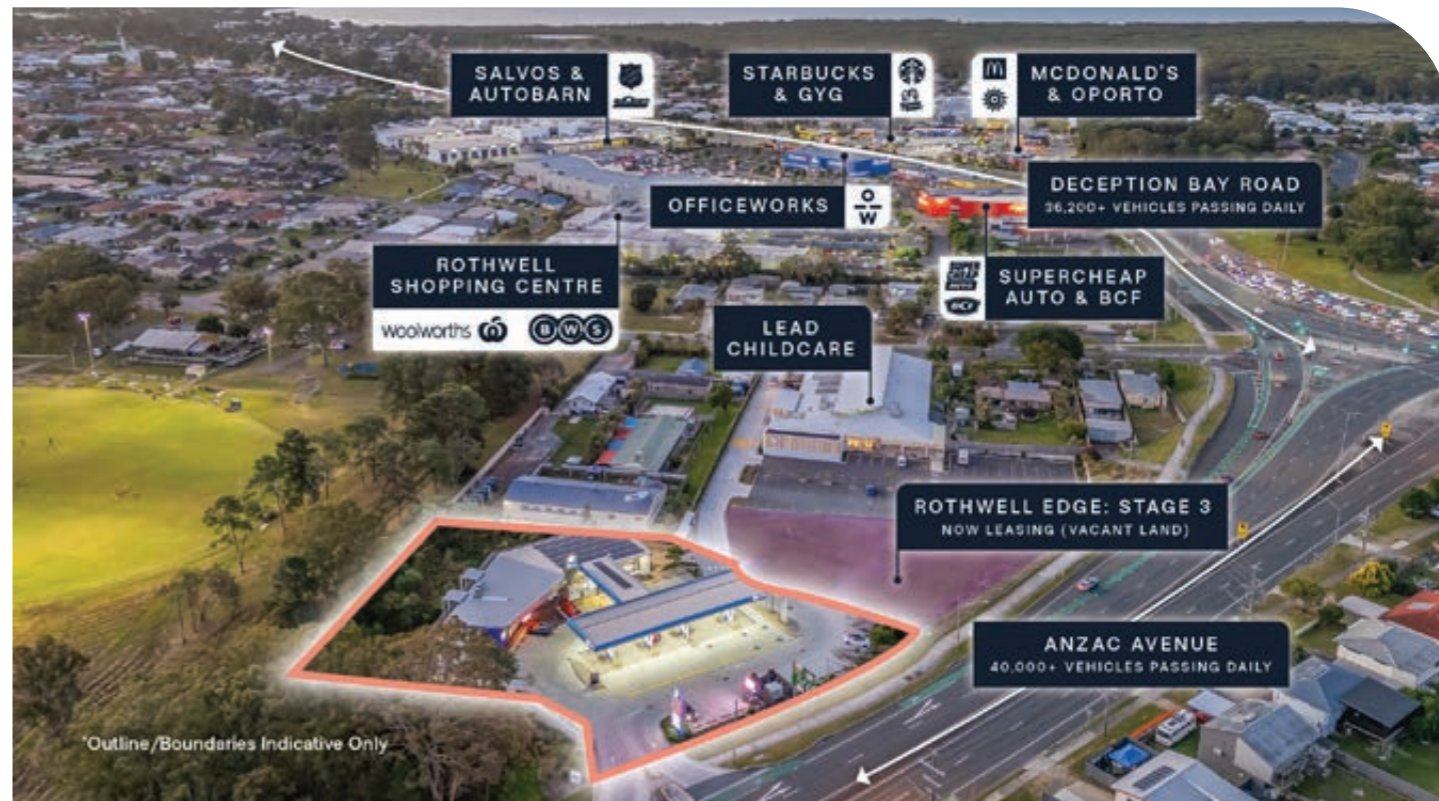 SALVOS &
AUTOBARN
STARBUCKS
& GYG
MCDONALD'S
& OPORTO
OFFICEWORKS
O
W
DECEPTION BAY ROAD
36,200+ VEHICLES PASSING DAILY
ROTHWELL
SHOPPING CENTRE
woolworths
BWS
SUPERCHEAP
AUTO & BCF
BCF
LEAD
CHILDCARE
ROTHWELL EDGE: STAGE 3
NOW LEASING (VACANT LAND)
ANZAC AVENUE
40,000+ VEHICLES PASSING DAILY
*Outline/Boundaries Indicative Only